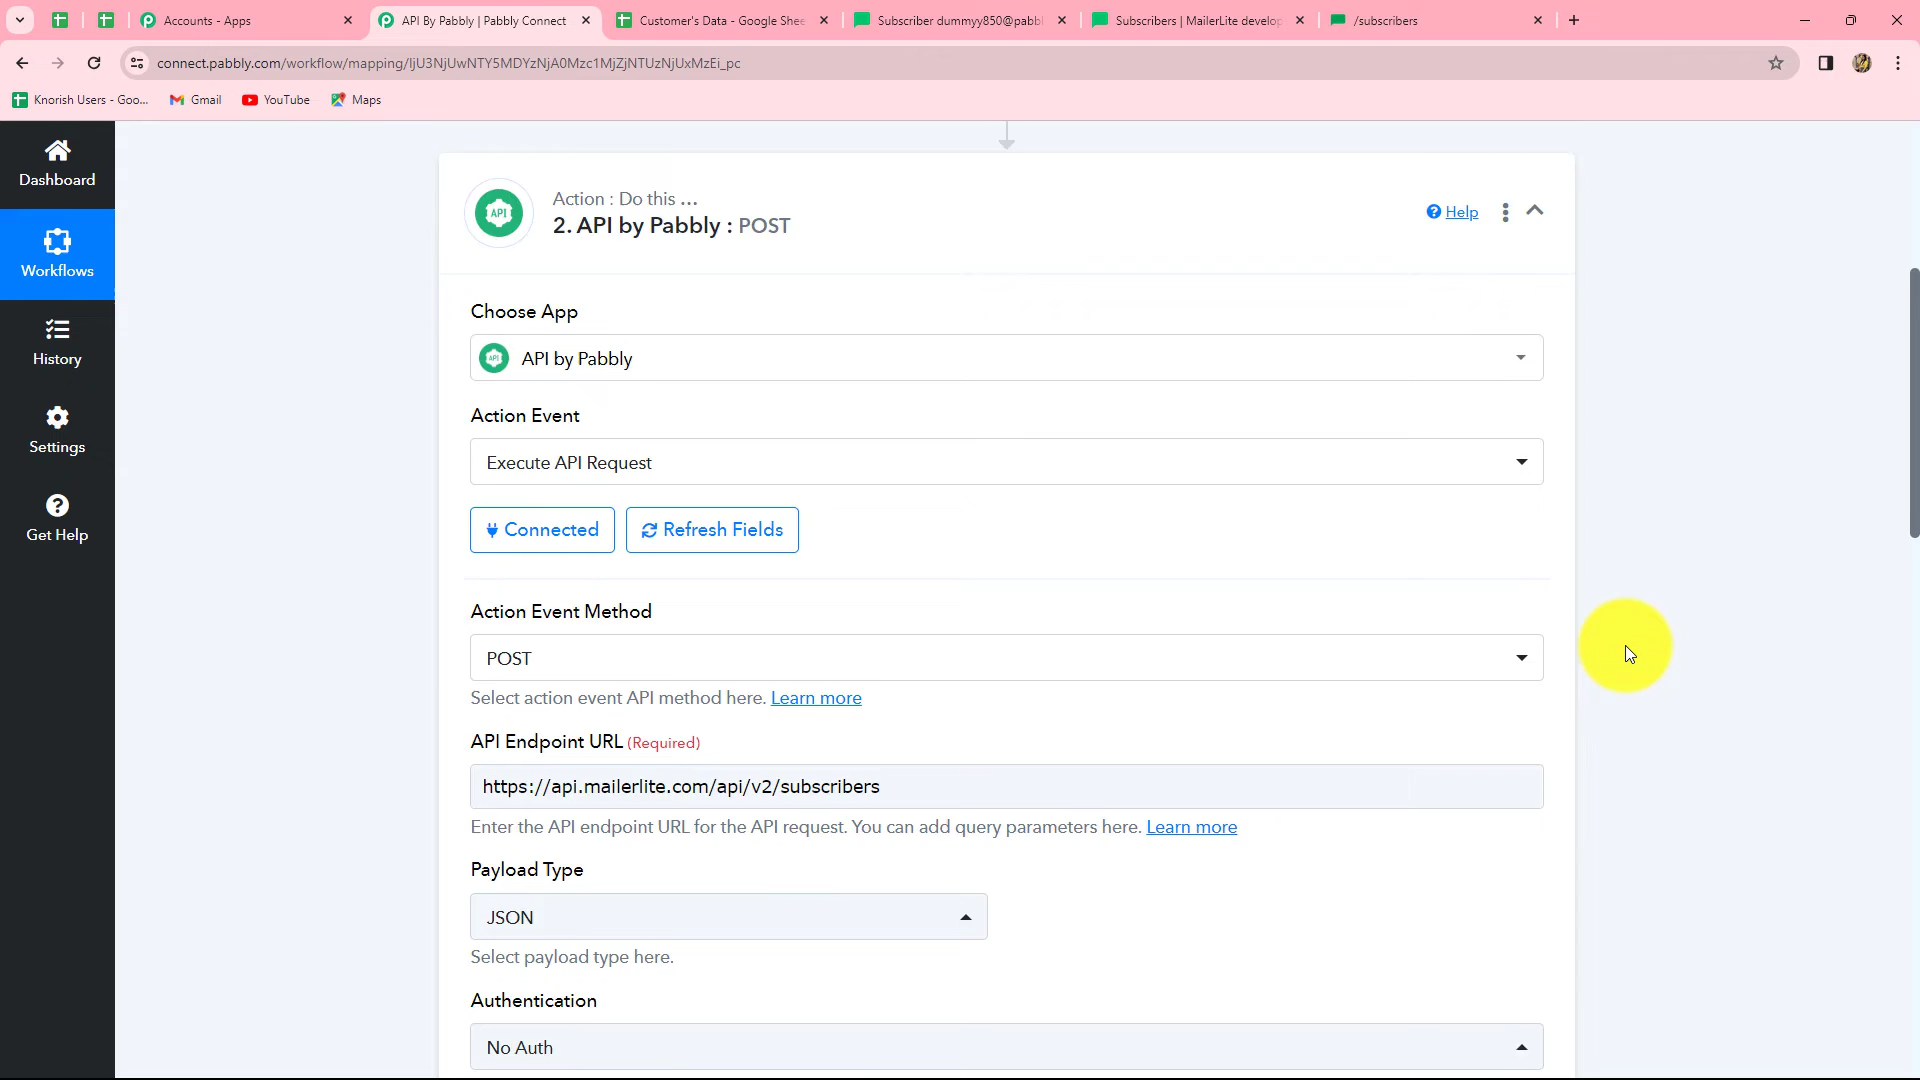 Accounts - Apps
API By Pabbly | Pabbly Connect
Customer's Data - Google Shee
Subscriber dummyy850@pabbl
Subscribers | MailerLite develop
/subscribers
connect.pabbly.com/workflow/mapping/IjU3NjUwNTY5MDYzNjA0Mzc1MjZjNTUzNjUxMzEi_pc
Knorish Users - Goo...
Gmail
YouTube
Maps
Dashboard
Workflows
History
Settings
Get Help
Action : Do this ...
2. API by Pabbly : POST
Help
Choose App
API
API by Pabbly
Action Event
Execute API Request
Connected
Refresh Fields
Action Event Method
POST
Select action event API method here. Learn more
API Endpoint URL (Required)
https://api.mailerlite.com/api/v2/subscribers
Enter the API endpoint URL for the API request. You can add query parameters here. Learn more
Payload Type
JSON
Select payload type here.
Authentication
No Auth